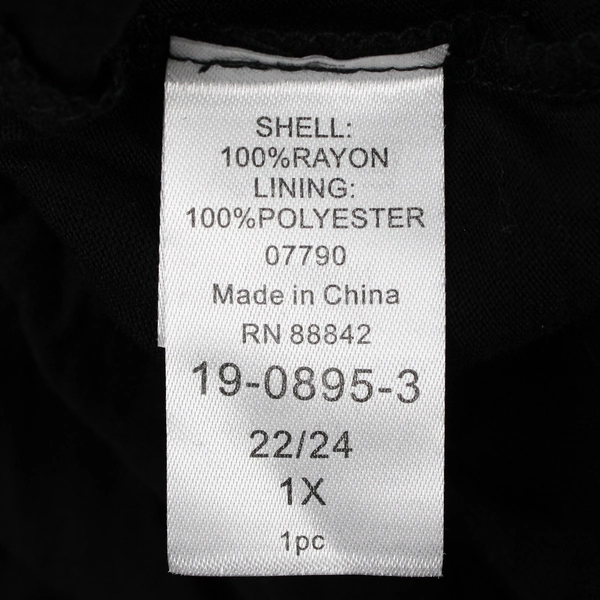 SHELL:
100%RAYON
LINING:
100%POLYESTER
07790
Made in China
RN 88842
19-0895-3
22/24
1X
1pc